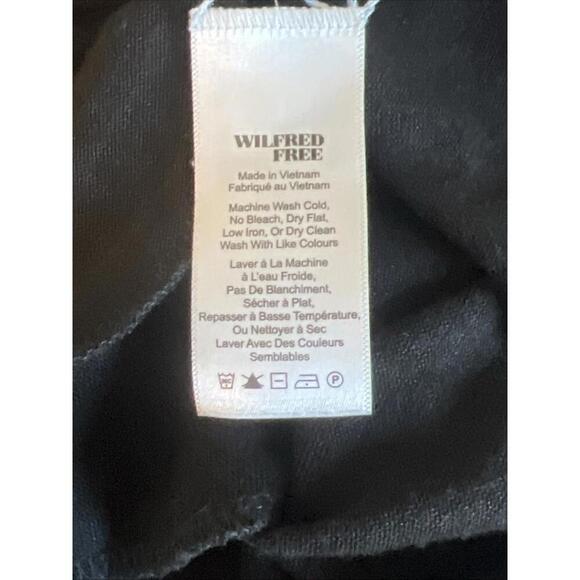 WILFRED
FREE
Made in Vietnam
Fabriqué au Vietnam
Machine Wash Cold,
No Bleach, Dry Flat,
Low Iron, Or Dry Clean
Wash With Like Colours
Laver à La Machine
à L'eau Froide,
Pas De Blanchiment,
Sécher à Plat,
Repasser à Basse Température,
Ou Nettoyer à Sec
Laver Avec Des Couleurs
Semblables
P